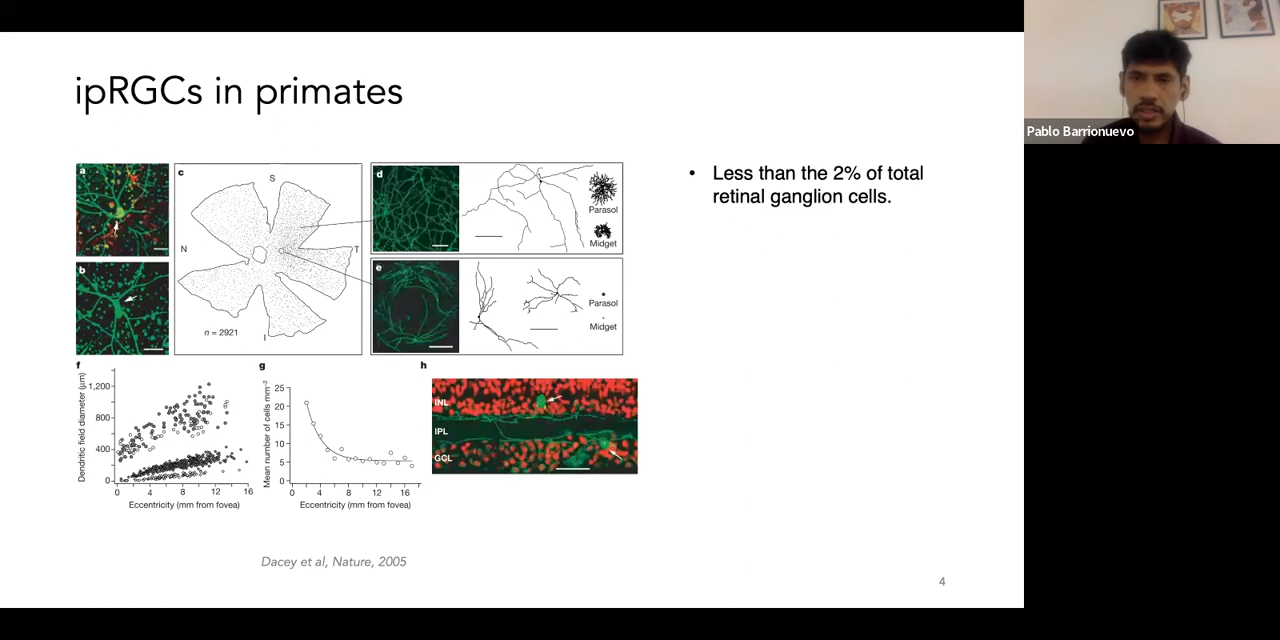 ipRGCs in primates
Pablo Barrionuevo
a
b
c
S
N
T
I
n = 2921
d
Parasol
Midget
e
Parasol
Midget
f
Dendritic field diameter (μm)
1,200
800
400
0
0 4 8 12 16
Eccentricity (mm from fovea)
g
Mean number of cells mm⁻²
25
20
15
10
5
0
0 4 8 12 16
Eccentricity (mm from fovea)
h
INL
IPL
GCL
• Less than the 2% of total
retinal ganglion cells.
Dacey et al, Nature, 2005
4